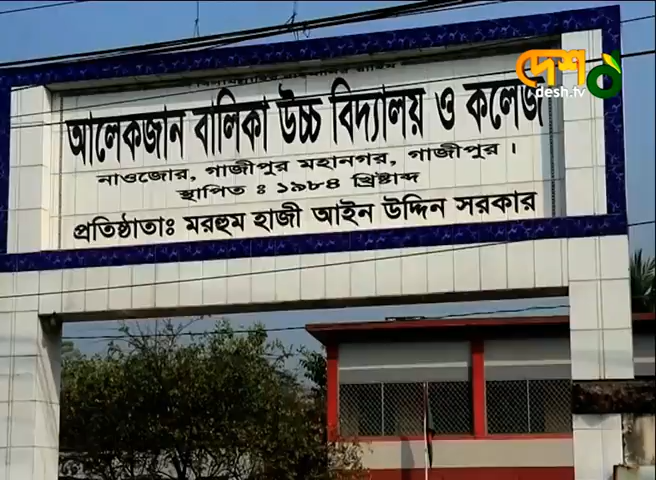 আলেকজান বালিকা উচ্চ বিদ্যালয় ও কলেজ
নাওজোর, গাজীপুর মহানগর, গাজীপুর ।
স্থাপিত ঃ ১৯৮৪ খ্রিষ্টাব্দ
প্রতিষ্ঠাতাঃ মরহুম হাজী আইন উদ্দিন সরকার
দেশ
desh.tv